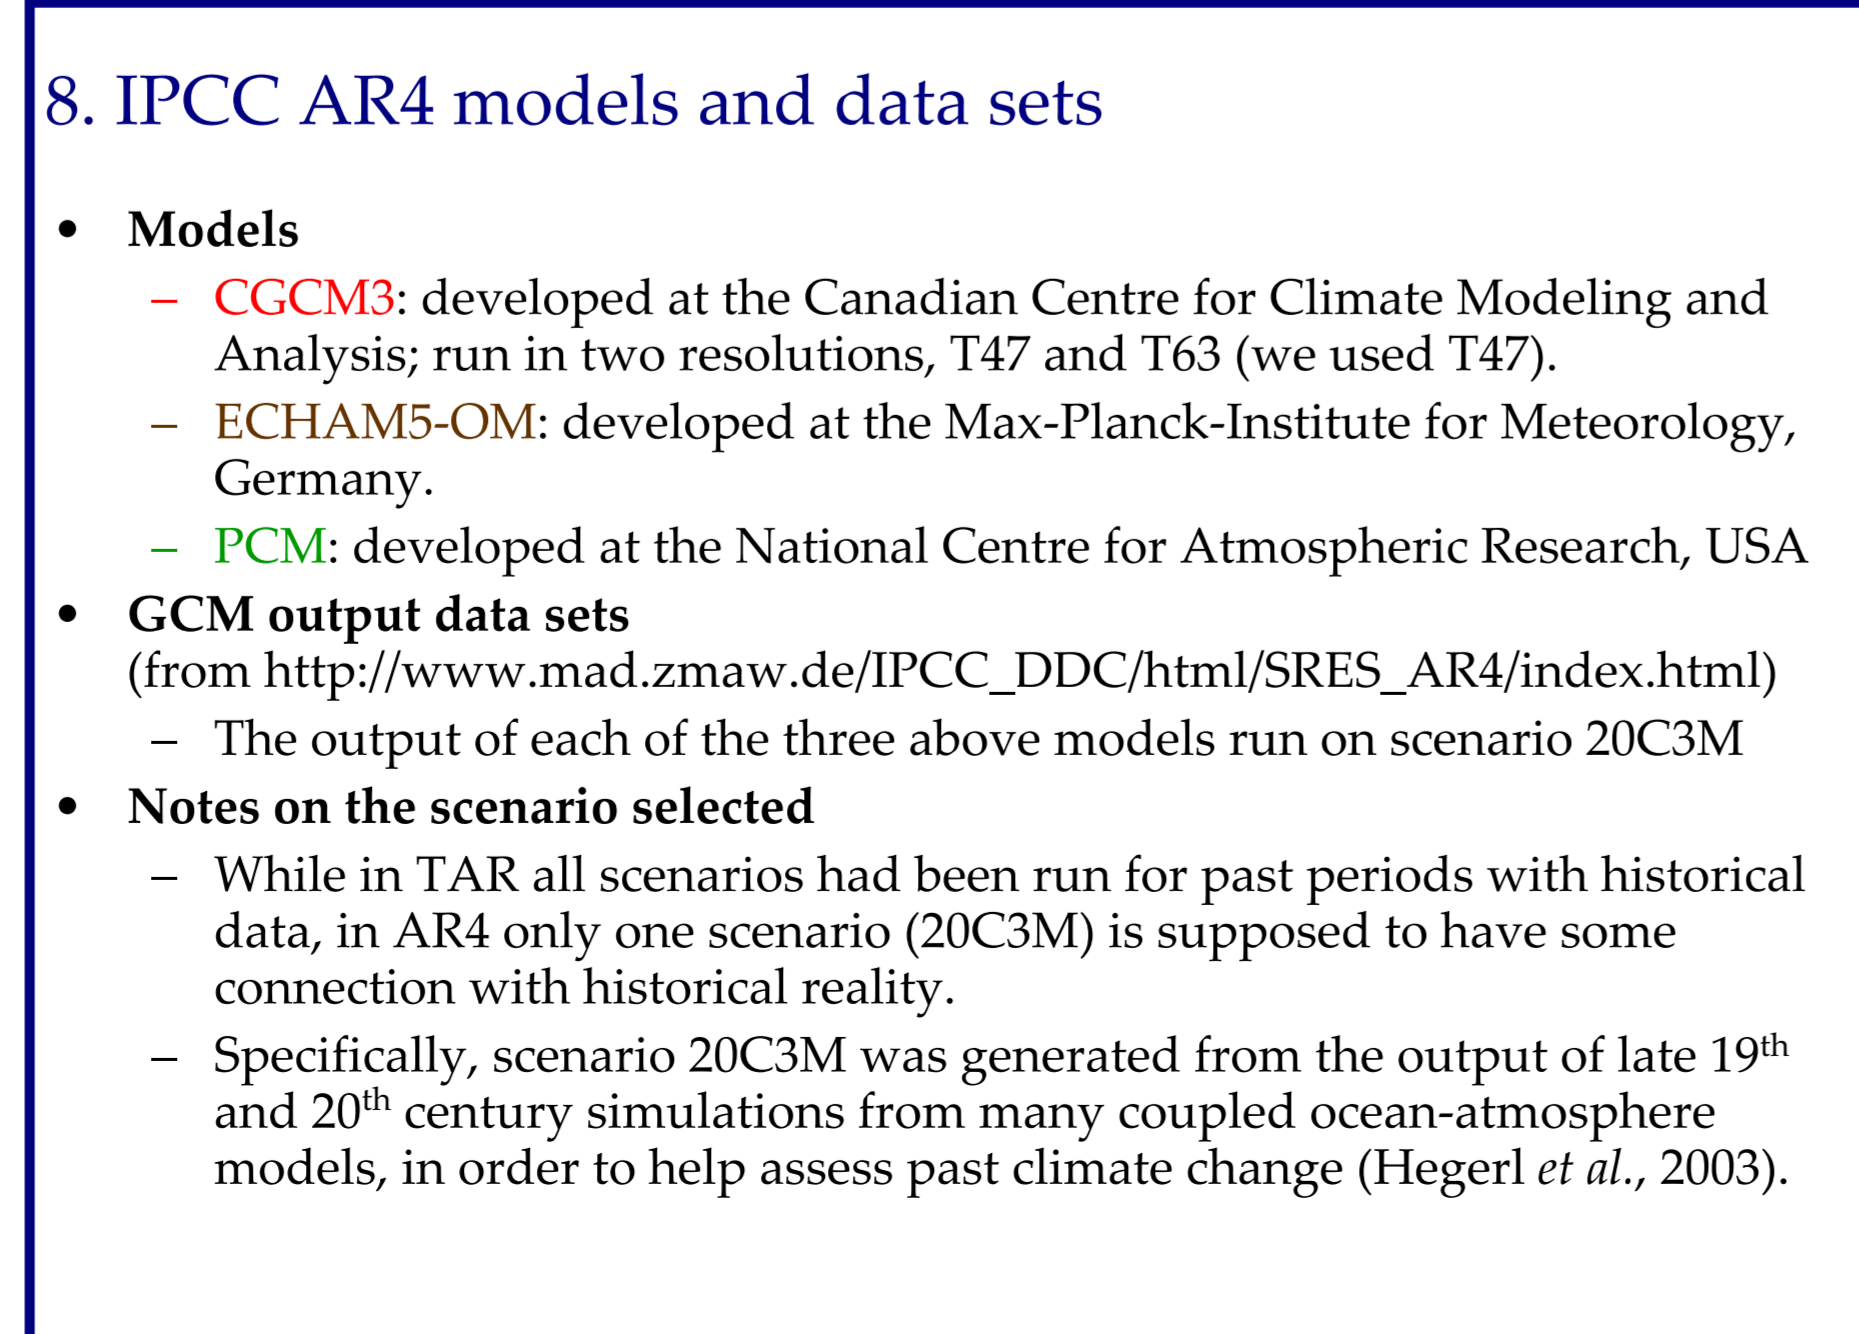 8. IPCC AR4 models and data sets
• Models
– CGCM3: developed at the Canadian Centre for Climate Modeling and
Analysis; run in two resolutions, T47 and T63 (we used T47).
– ECHAM5-OM: developed at the Max-Planck-Institute for Meteorology,
Germany.
– PCM: developed at the National Centre for Atmospheric Research, USA
• GCM output data sets
(from http://www.mad.zmaw.de/IPCC_DDC/html/SRES_AR4/index.html)
– The output of each of the three above models run on scenario 20C3M
• Notes on the scenario selected
– While in TAR all scenarios had been run for past periods with historical
data, in AR4 only one scenario (20C3M) is supposed to have some
connection with historical reality.
– Specifically, scenario 20C3M was generated from the output of late 19th
and 20th century simulations from many coupled ocean-atmosphere
models, in order to help assess past climate change (Hegerl et al., 2003).